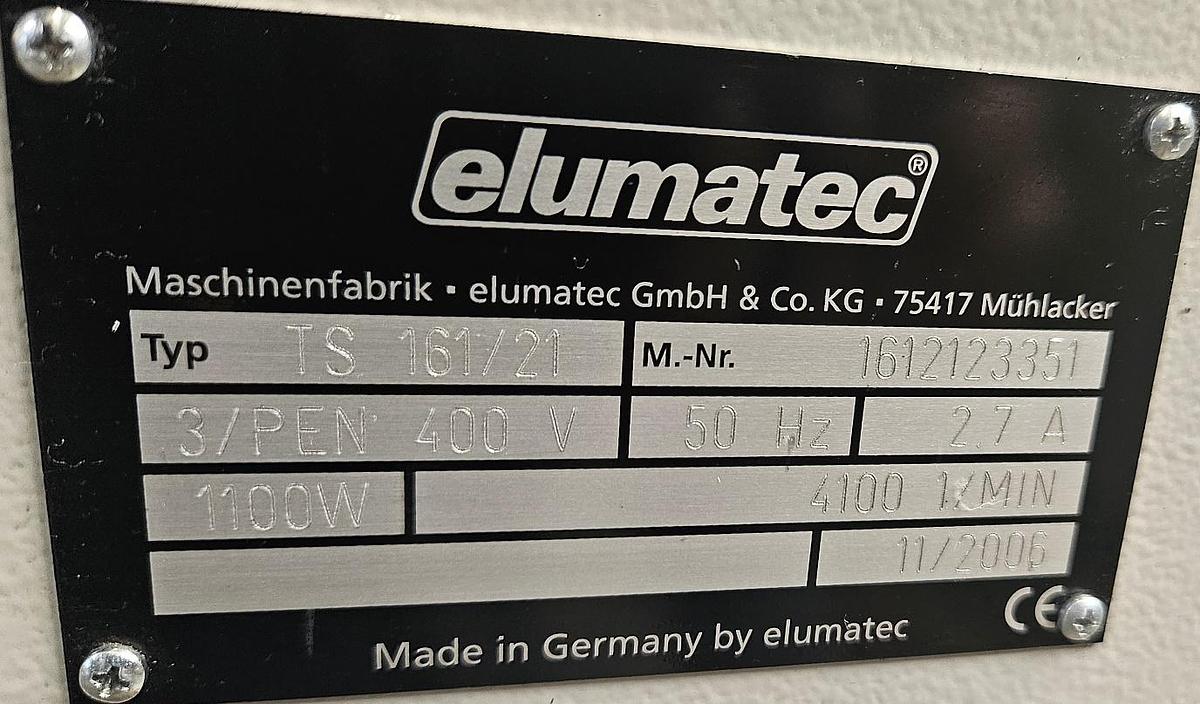 elumatec®
Maschinenfabrik ▪ elumatec GmbH & Co. KG ▪ 75417 Mühlacker
Typ TS 161/21 M.-Nr. 1612123351
3/PEN 400 V 50 Hz 2.7 A
1100W 4100 1/MIN
11/2006
CE
Made in Germany by elumatec